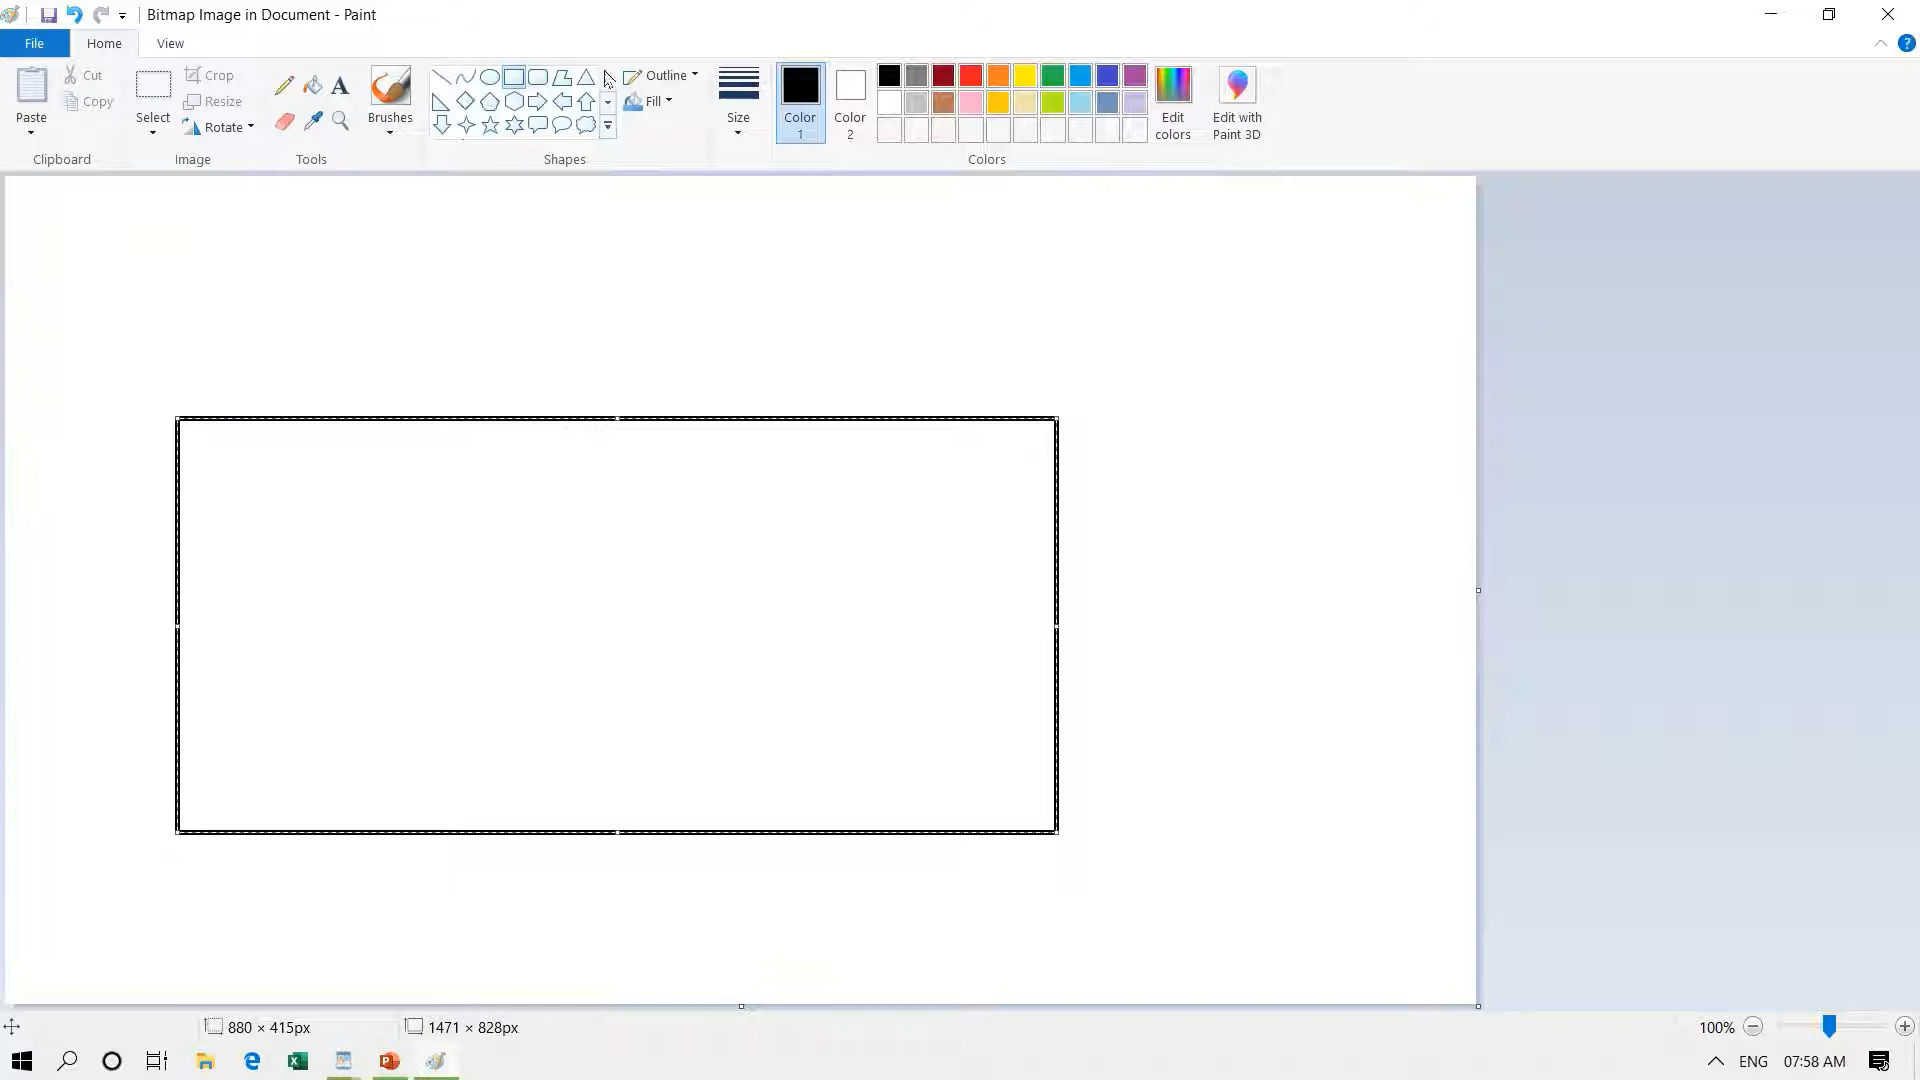 Bitmap Image in Document - Paint
File Home View
Paste
Cut
Copy
Clipboard
Select
Crop
Resize
Rotate
Image
Tools
Brushes
Shapes
Outline
Fill
Size
Color
1
Color
2
Colors
Edit
colors
Edit with
Paint 3D
880 × 415px 1471 × 828px 100%
ENG 07:58 AM